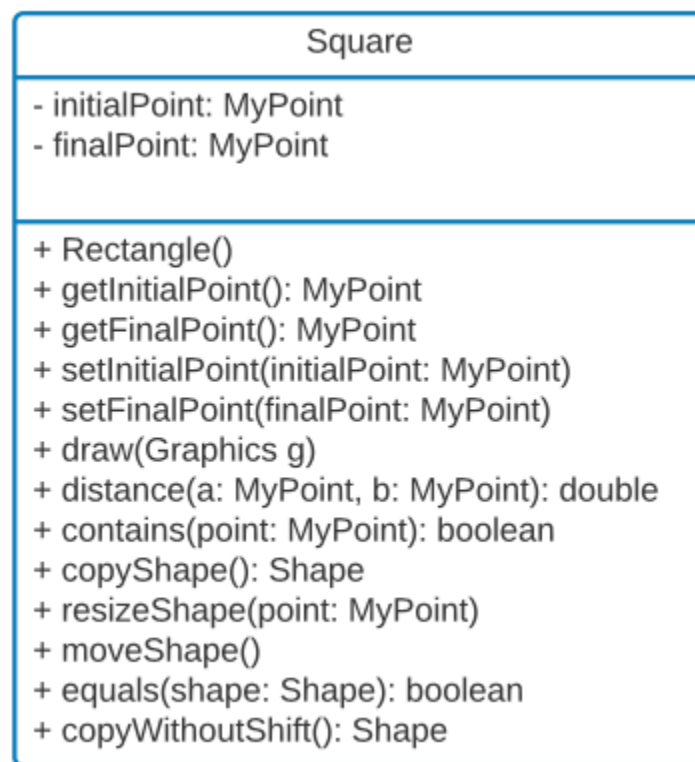 Square
- initialPoint: MyPoint
- finalPoint: MyPoint
+ Rectangle()
+ getInitialPoint(): MyPoint
+ getFinalPoint(): MyPoint
+ setInitialPoint(initialPoint: MyPoint)
+ setFinalPoint(finalPoint: MyPoint)
+ draw(Graphics g)
+ distance(a: MyPoint, b: MyPoint): double
+ contains(point: MyPoint): boolean
+ copyShape(): Shape
+ resizeShape(point: MyPoint)
+ moveShape()
+ equals(shape: Shape): boolean
+ copyWithoutShift(): Shape